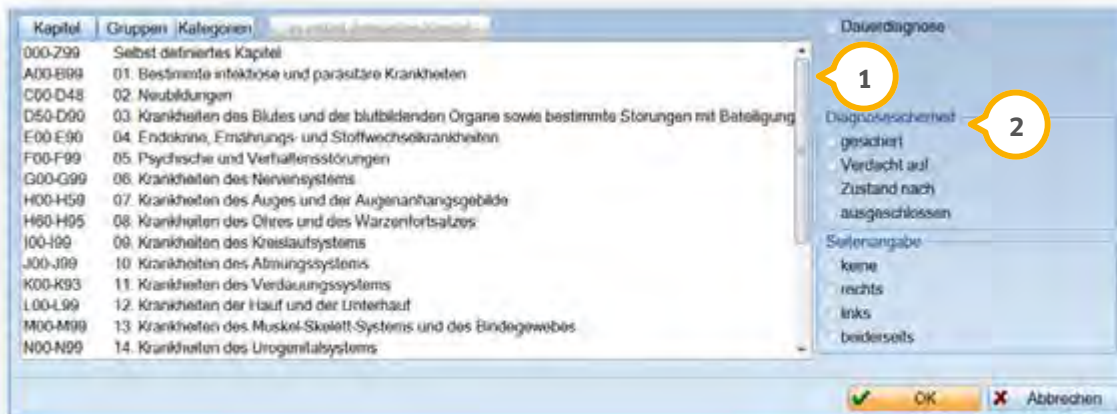 Kapitel Gruppen Kategorien
000-Z99 Selbst definiertes Kapitel
A00-B99 01. Bestimmte infektiöse und parasitäre Krankheiten
C00-D48 02. Neubildungen
D50-D90 03. Krankheiten des Blutes und der blutbildenden Organe sowie bestimmte Störungen mit Beteiligung
E00-E90 04. Endokrine, Ernährungs- und Stoffwechselkrankheiten
F00-F99 05. Psychische und Verhaltensstörungen
G00-G99 06. Krankheiten des Nervensystems
H00-H59 07. Krankheiten des Auges und der Augenanhangsgebilde
H60-H95 08. Krankheiten des Ohres und des Warzenfortsatzes
I00-I99 09. Krankheiten des Kreislaufsystems
J00-J99 10. Krankheiten des Atmungssystems
K00-K93 11. Krankheiten des Verdauungssystems
L00-L99 12. Krankheiten der Haut und der Unterhaut
M00-M99 13. Krankheiten des Muskel-Skelett-Systems und des Bindegewebes
N00-N99 14. Krankheiten des Urogenitalsystems
Dauerdiagnose
1
Diagnosesicherheit
2
gesichert
Verdacht auf
Zustand nach
ausgeschlossen
Seitenangabe
keine
rechts
links
beiderseits
OK
Abbrechen